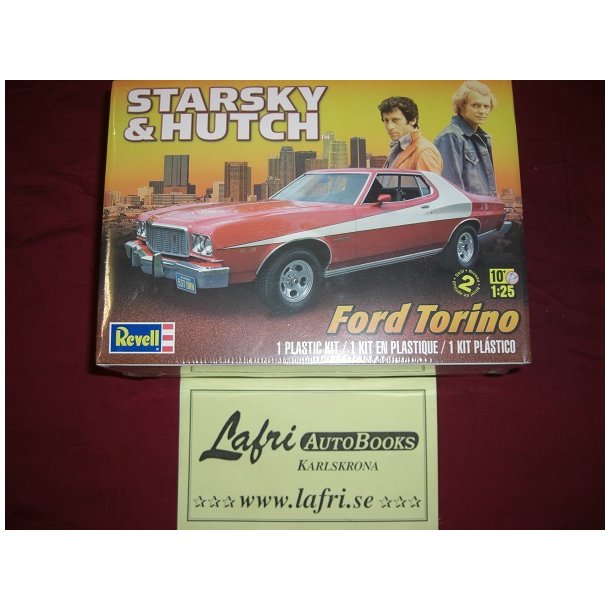 STARSKY
& HUTCH
TM
Ford Torino
10
2
1:25
Revell
1 PLASTIC KIT / 1 KIT EN PLASTIQUE / 1 KIT PLÁSTICO
Lafri AUTOBOOKS
KARLSKRONA
www.lafri.se